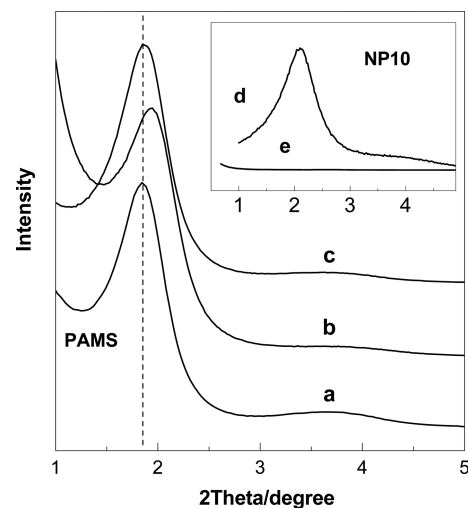 NP10
d
e
1 2 3 4
Intensity
c
b
PAMS
a
1 2 3 4 5
2Theta/degree